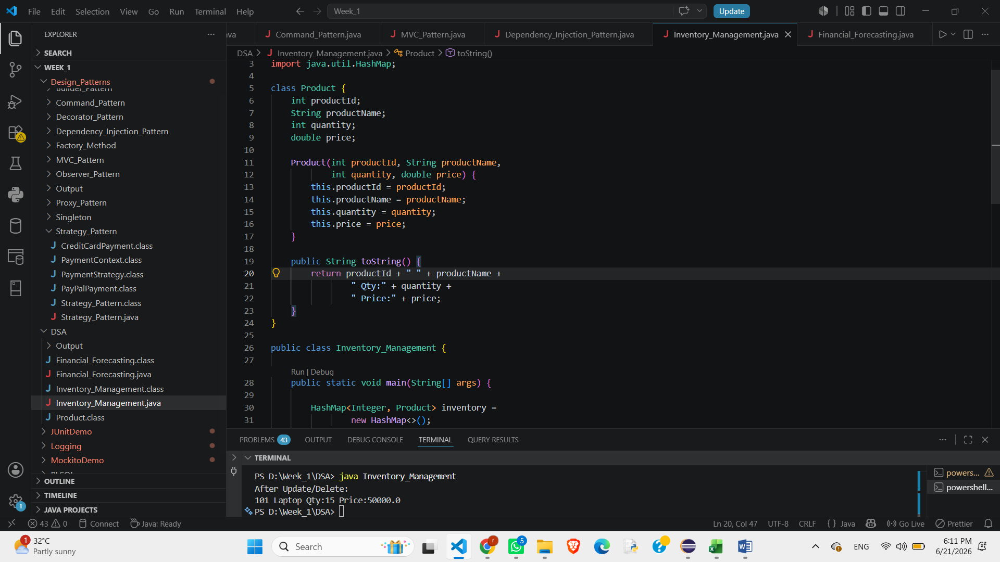 File Edit Selection View Go Run Terminal Help
Week_1
Update
EXPLORER
SEARCH
WEEK_1
Design_Patterns
Builder_Pattern
Command_Pattern
Decorator_Pattern
Dependency_Injection_Pattern
Factory_Method
MVC_Pattern
Observer_Pattern
Output
Proxy_Pattern
Singleton
Strategy_Pattern
J CreditCardPayment.class
J PaymentContext.class
J PaymentStrategy.class
J PayPalPayment.class
J Strategy_Pattern.class
J Strategy_Pattern.java
DSA
Output
J Financial_Forecasting.class
J Financial_Forecasting.java
J Inventory_Management.class
J Inventory_Management.java
J Product.class
JUnitDemo
Logging
MockitoDemo
OUTLINE
TIMELINE
JAVA PROJECTS
1
va J Command_Pattern.java J MVC_Pattern.java J Dependency_Injection_Pattern.java J Inventory_Management.java J Financial_Forecasting.java
DSA > J Inventory_Management.java > Product > toString()
3 import java.util.HashMap;
4
5 class Product {
6 int productId;
7 String productName;
8 int quantity;
9 double price;
10
11 Product(int productId, String productName,
12 int quantity, double price) {
13 this.productId = productId;
14 this.productName = productName;
15 this.quantity = quantity;
16 this.price = price;
17 }
18
19 public String toString() {
20 return productId + " " + productName +
21 " Qty:" + quantity +
22 " Price:" + price;
23 }
24 }
25
26 public class Inventory_Management {
27
Run | Debug
28 public static void main(String[] args) {
29
30 HashMap<Integer, Product> inventory =
31 new HashMap<>();
PROBLEMS 43 OUTPUT DEBUG CONSOLE TERMINAL QUERY RESULTS
TERMINAL
PS D:\Week_1\DSA> java Inventory_Management
After Update/Delete:
101 Laptop Qty:15 Price:50000.0
PS D:\Week_1\DSA>
powers...
powershell...
43 0 Connect Java: Ready
Ln 20, Col 47 UTF-8 CRLF { } Java Go Live Prettier
1
32°C
Partly sunny
Search
r
5
ENG
6:11 PM
6/21/2026